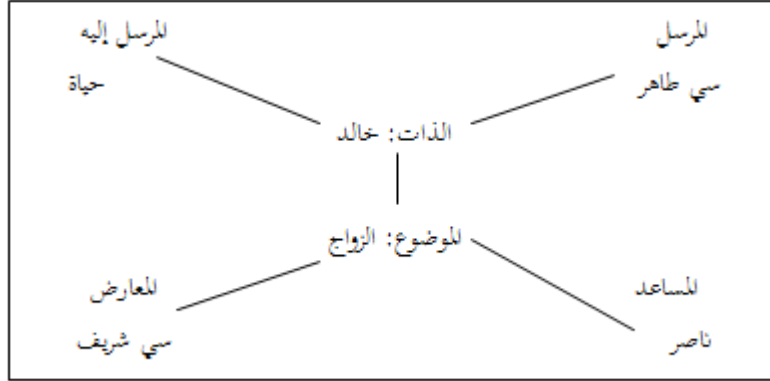 المرسل
المرسل إليه
سي طاهر
حياة
الذات: خالد
الموضوع: الزواج
المساعد
المعارض
ناصر
سي شريف